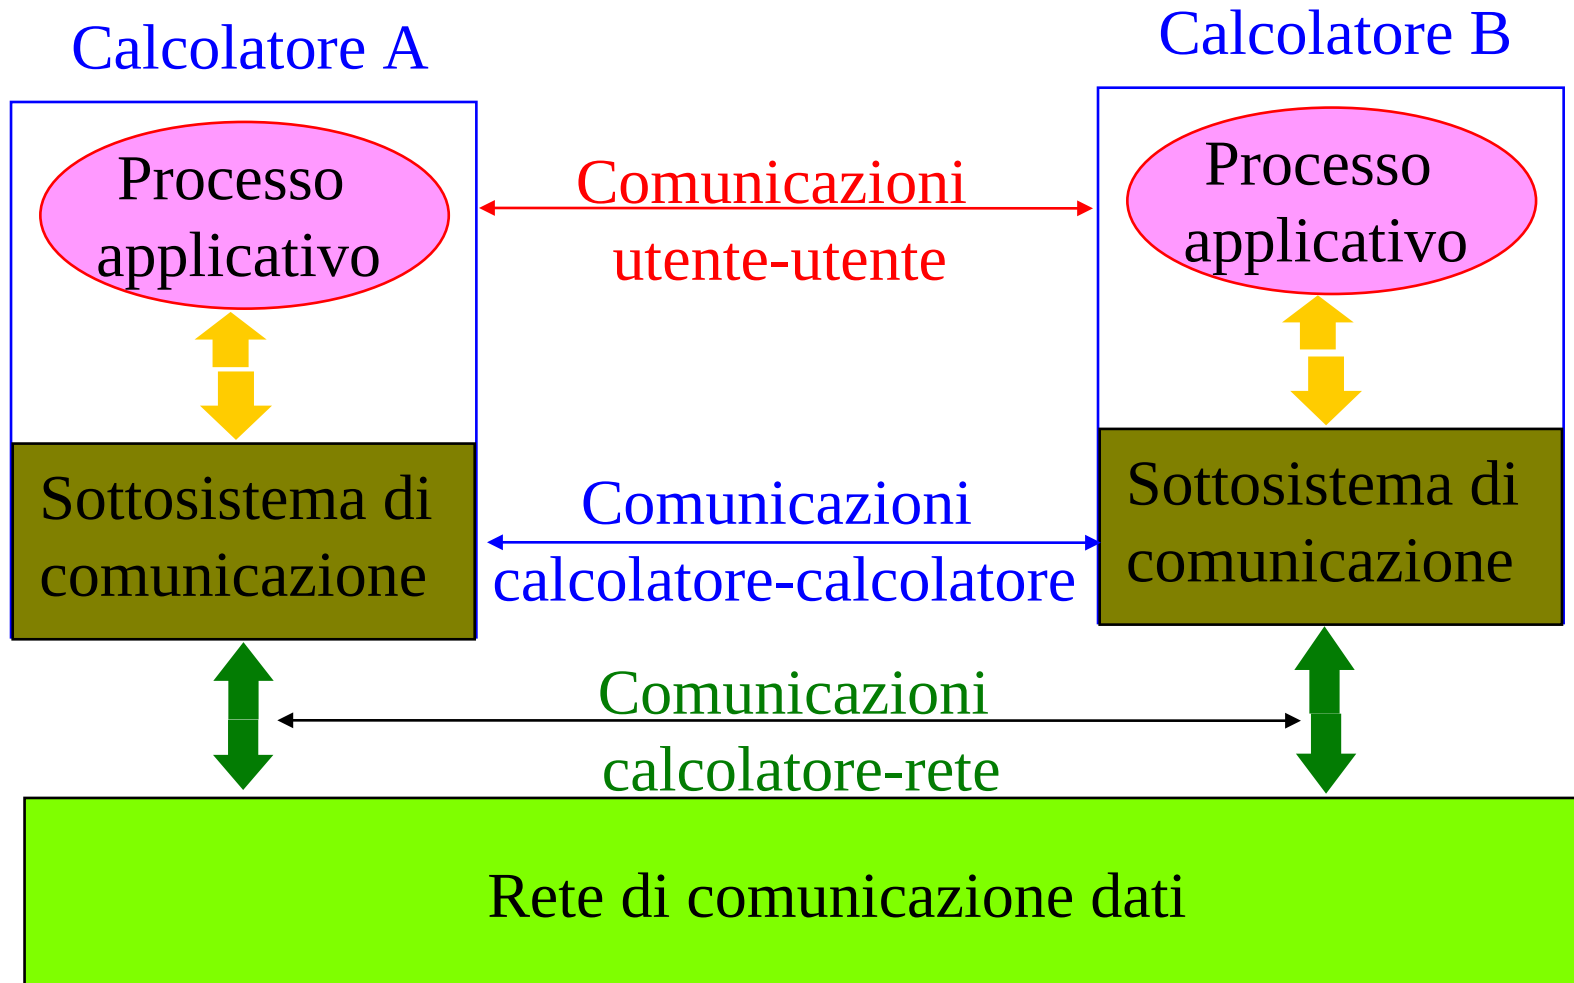 Calcolatore A
Calcolatore B
Processo
applicativo
Comunicazioni
utente-utente
Processo
applicativo
Sottosistema di
comunicazione
Comunicazioni
calcolatore-calcolatore
Sottosistema di
comunicazione
Comunicazioni
calcolatore-rete
Rete di comunicazione dati